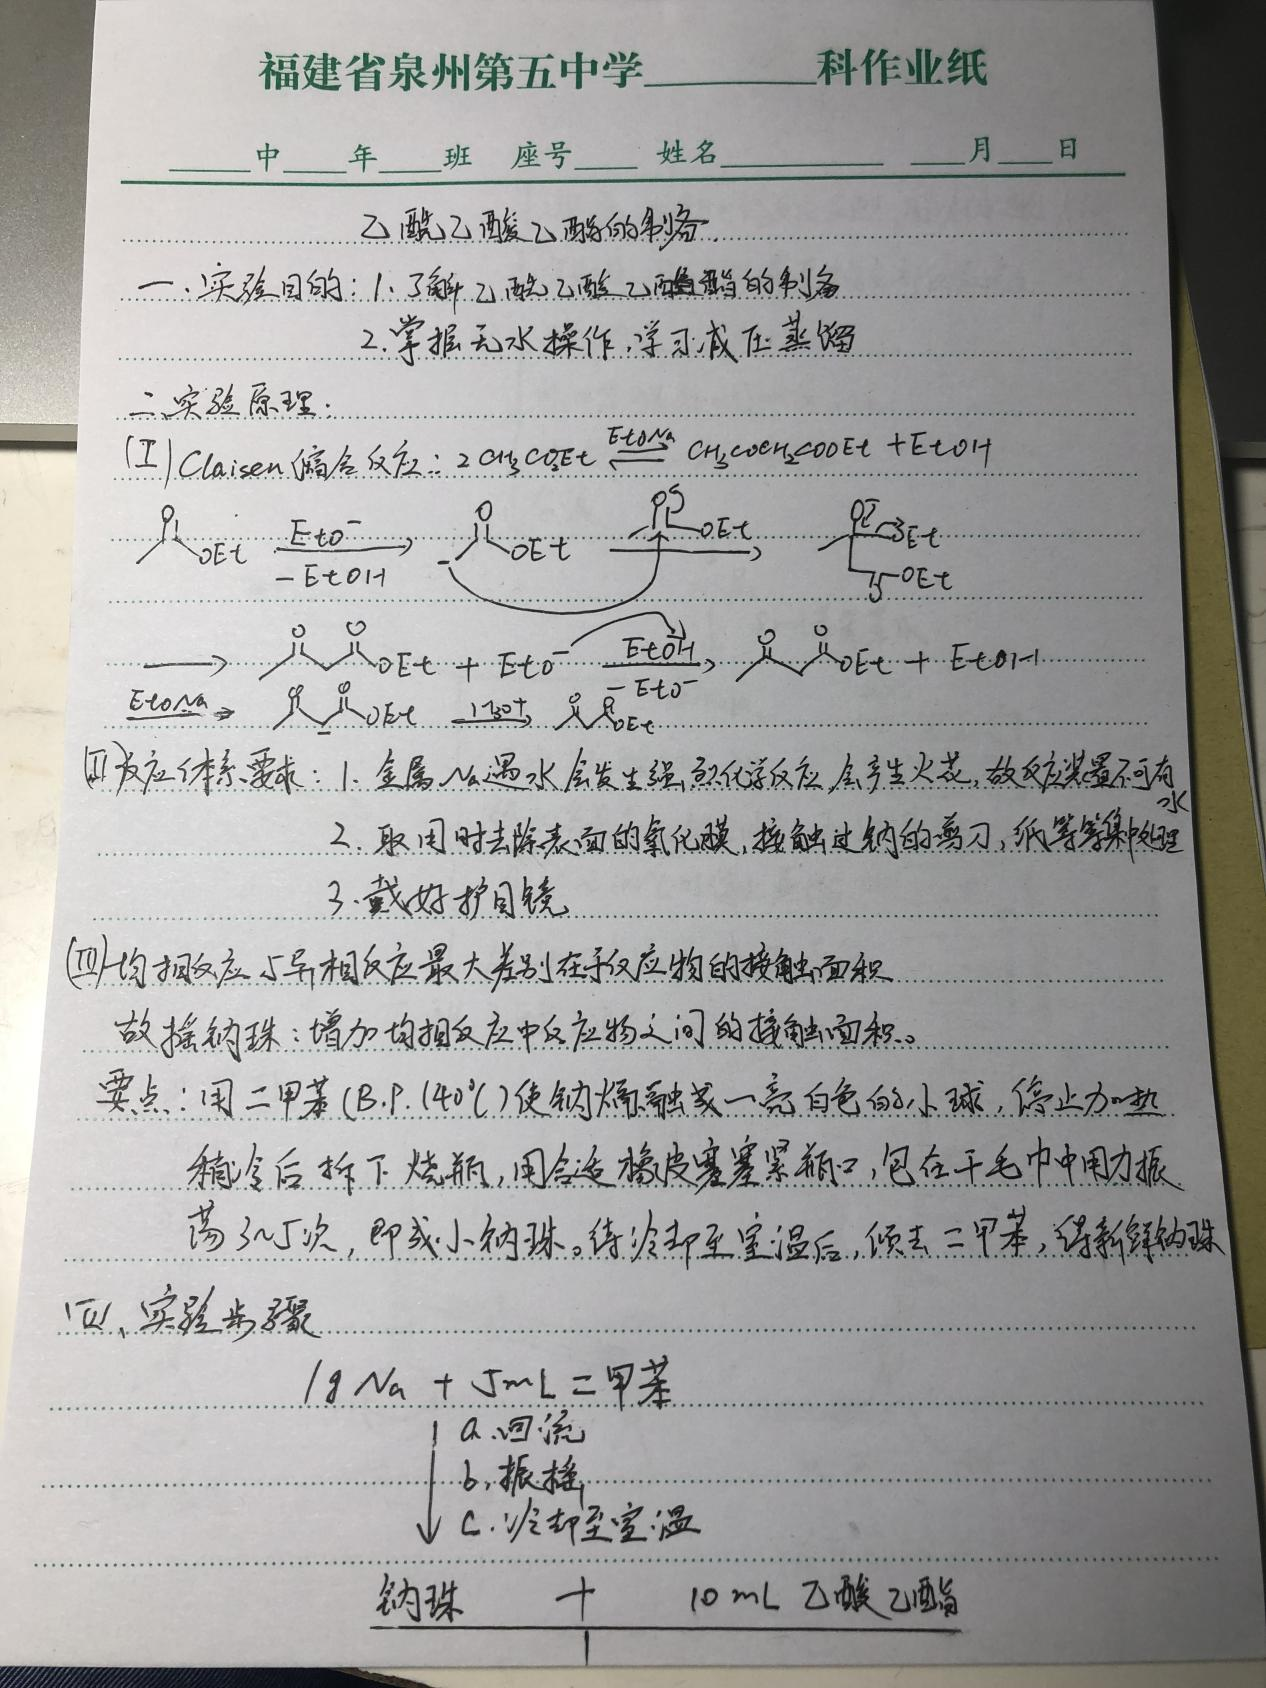 福建省泉州第五中学________科作业纸
____中____年____班 座号____ 姓名________ ____月____日
乙酰乙酸乙酯的制备.
一.实验目的:1.了解乙酰乙酸乙酯的制备
2.掌握无水操作,学习减压蒸馏
二.实验原理:
(I)Claisen缩合反应:2CH3CO2Et EtONa ⇌ CH3COCH2COOEt+EtOH
O OEt EtO⁻ -EtOH → O OEt → O OEt → O⁻ OEt OEt
→ O O OEt + EtO⁻ EtOH -EtO⁻ → O O OEt + EtOH
EtONa → O O OEt H3O+ → O O OEt
(II)反应体系要求:1.金属Na遇水会发生强烈化学反应,会产生火花,故反应装置不可有水
2.取用时去除表面的氧化膜,接触过钠的剪刀,纸等等集中处理
3.戴好护目镜
(III)均相反应与异相反应最大差别在于反应物的接触面积
故摇钠珠:增加均相反应中反应物之间的接触面积。
要点:用二甲苯(B.P.140℃)使钠熔融成一亮白色的小球,停止加热
稍冷后拆下烧瓶,用合适橡皮塞塞紧瓶口,包在干毛巾中用力振
荡3~5次,即成小钠珠。待冷却至室温后,倾去二甲苯,得新鲜钠珠
四、实验步骤
1g Na + 5mL二甲苯
a.回流
b.振摇
c.冷却至室温
钠珠 + 10mL 乙酸乙酯